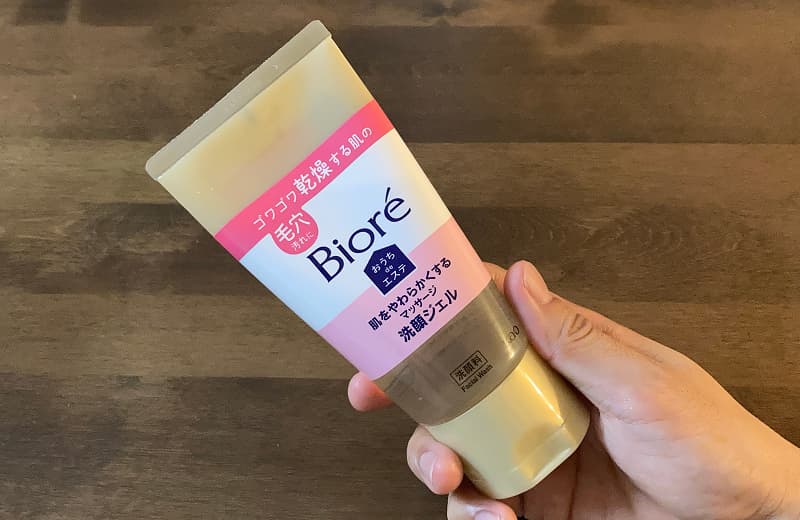 ゴワゴワ乾燥する肌の
毛穴
汚れに
Bioré
おうち
de
エステ
肌をやわらかくする
マッサージ
洗顔ジェル
洗顔料
Facial Wash